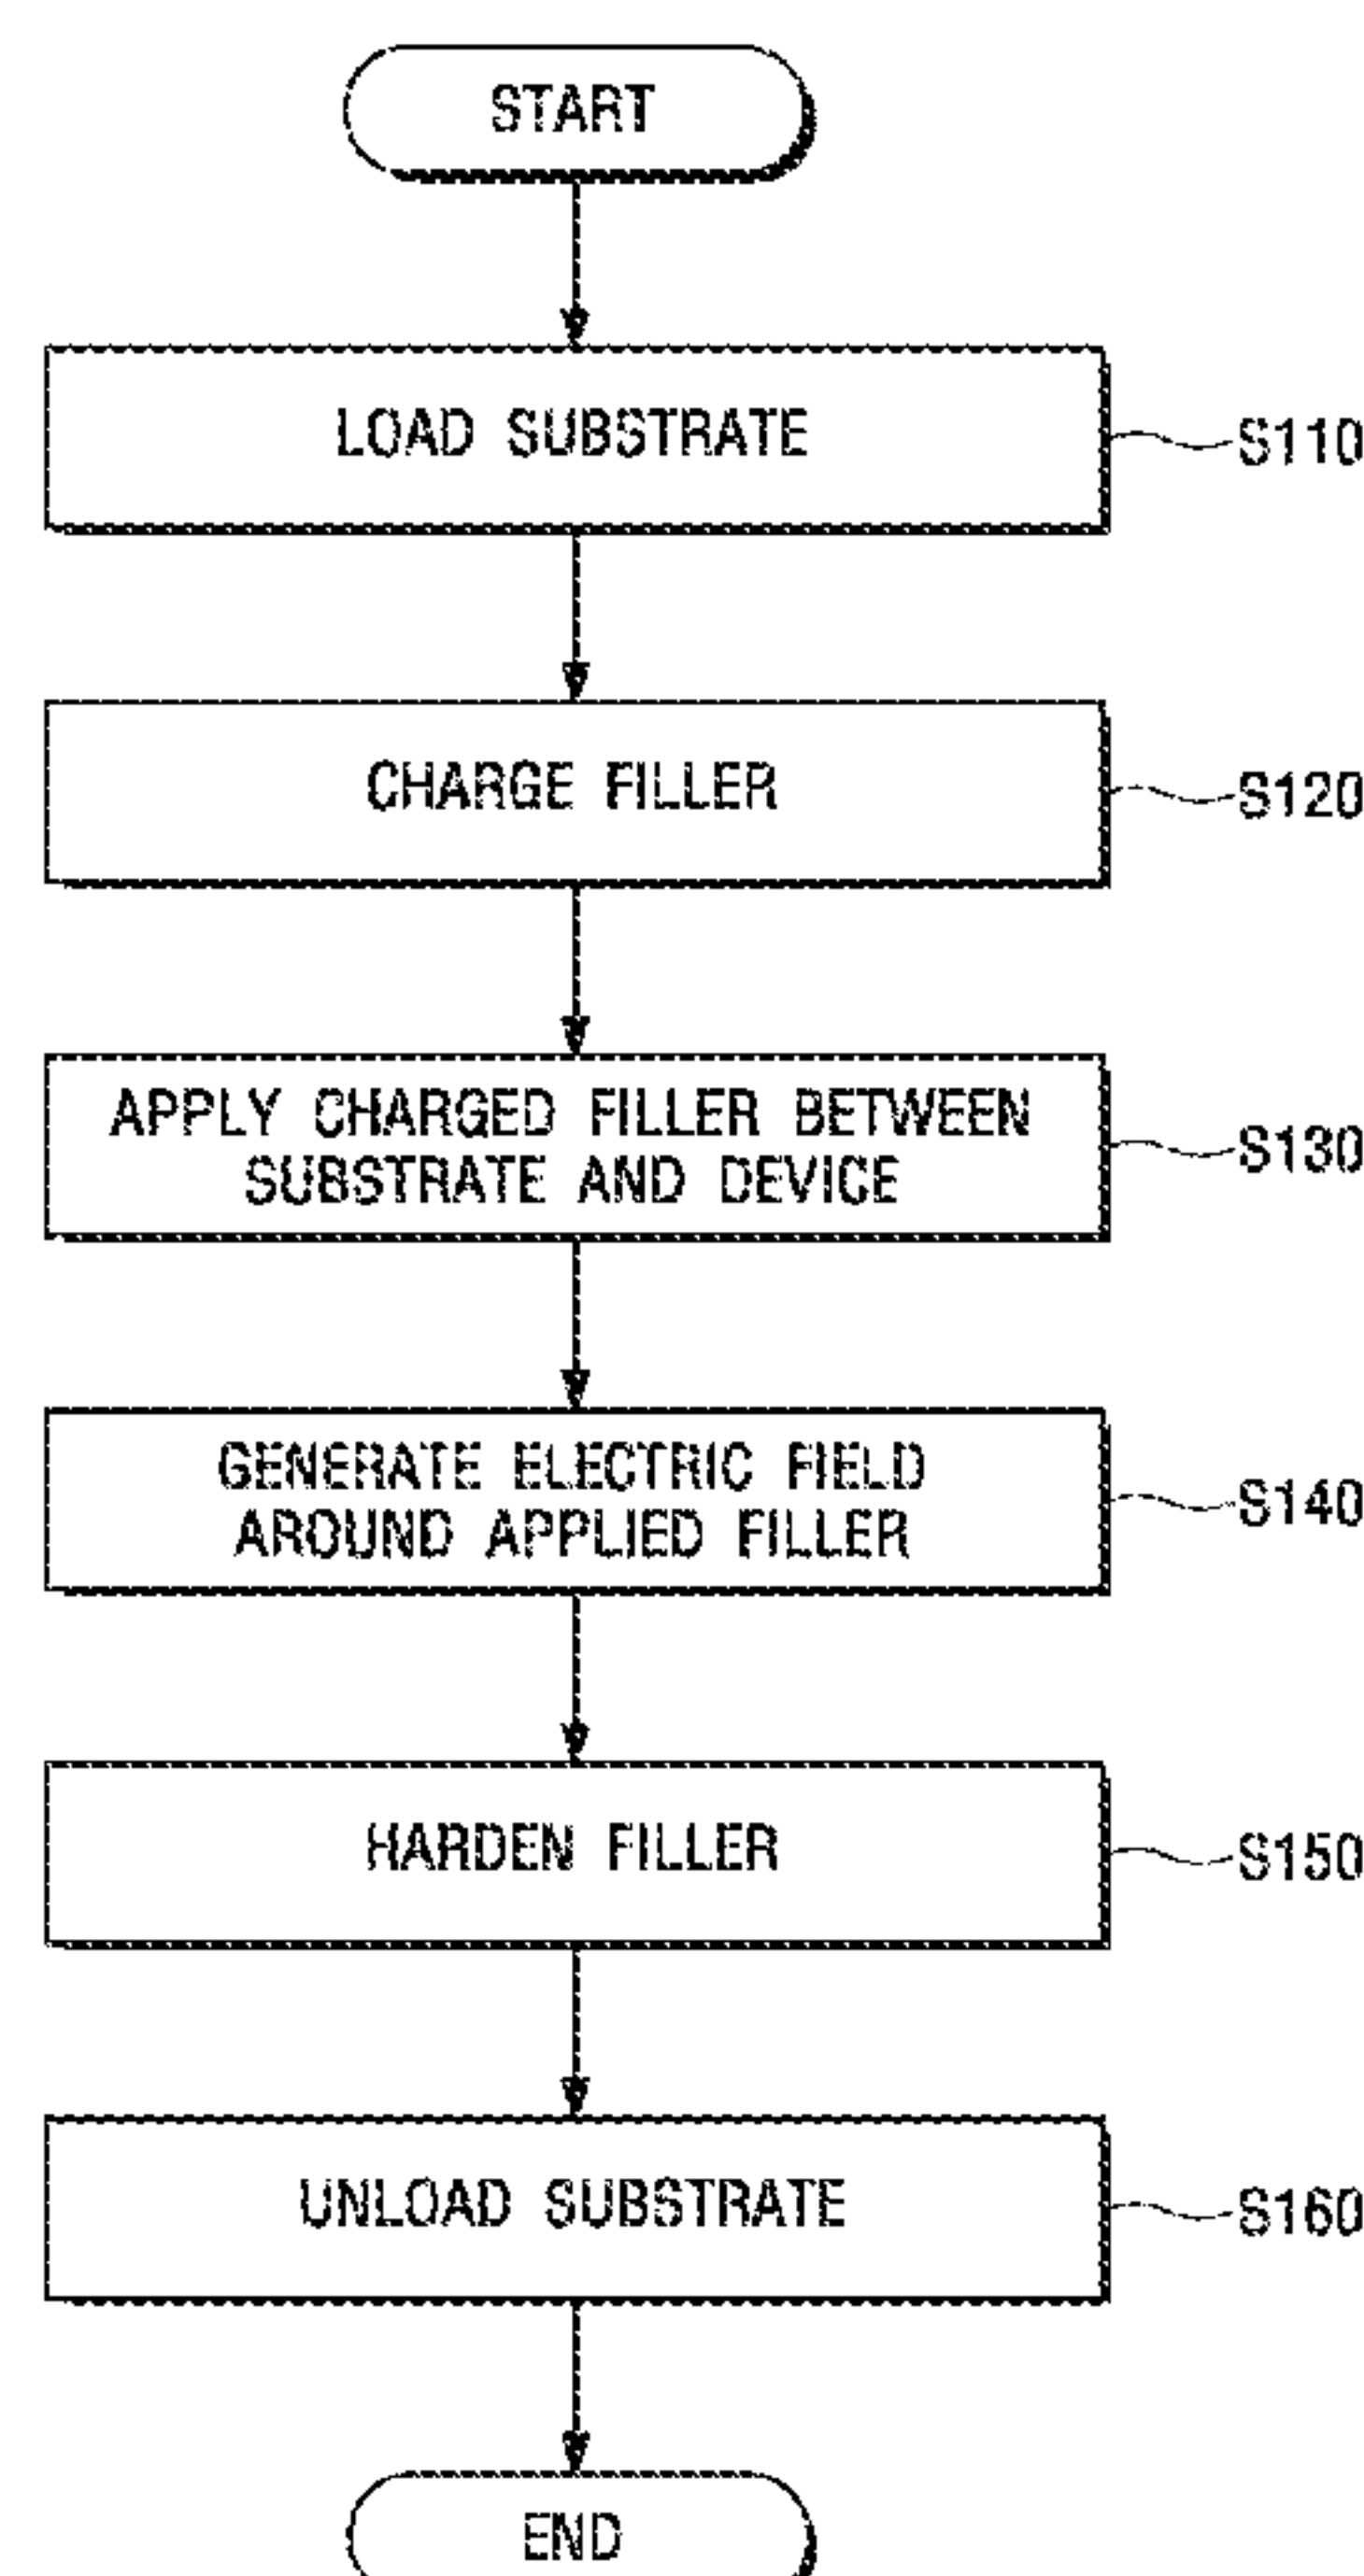 START
LOAD SUBSTRATE
S110
CHARGE FILLER
S120
APPLY CHARGED FILLER BETWEEN
SUBSTRATE AND DEVICE
S130
GENERATE ELECTRIC FIELD
AROUND APPLIED FILLER
S140
HARDEN FILLER
S150
UNLOAD SUBSTRATE
S160
END